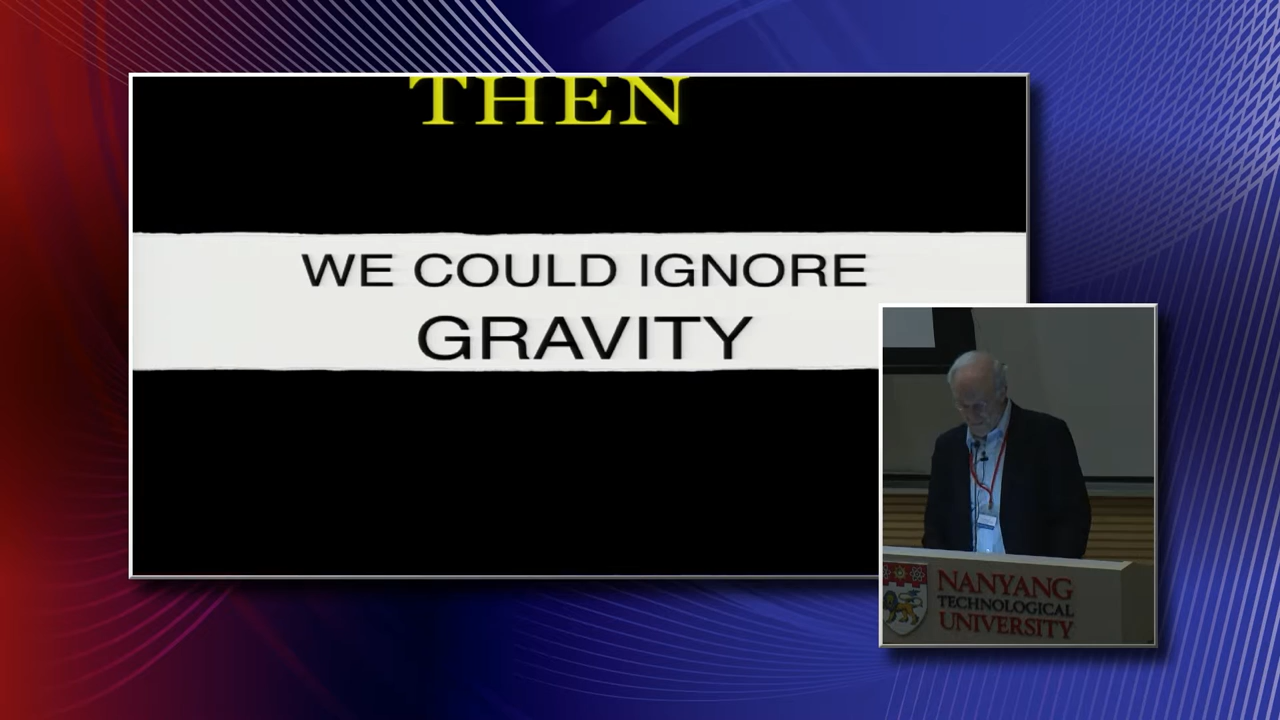 THEN
WE COULD IGNORE
GRAVITY
NANYANG
TECHNOLOGICAL
UNIVERSITY